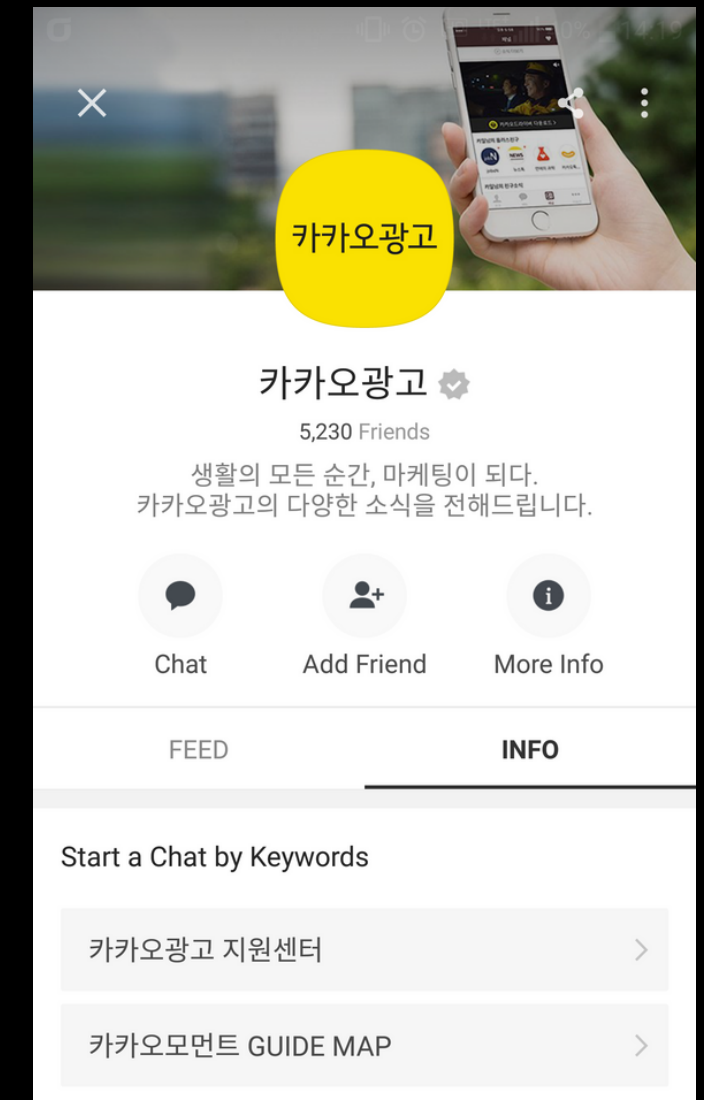 14:19
카카오광고
카카오광고
5,230 Friends
생활의 모든 순간, 마케팅이 되다.
카카오광고의 다양한 소식을 전해드립니다.
Chat
Add Friend
More Info
FEED
INFO
Start a Chat by Keywords
카카오광고 지원센터
카카오모먼트 GUIDE MAP